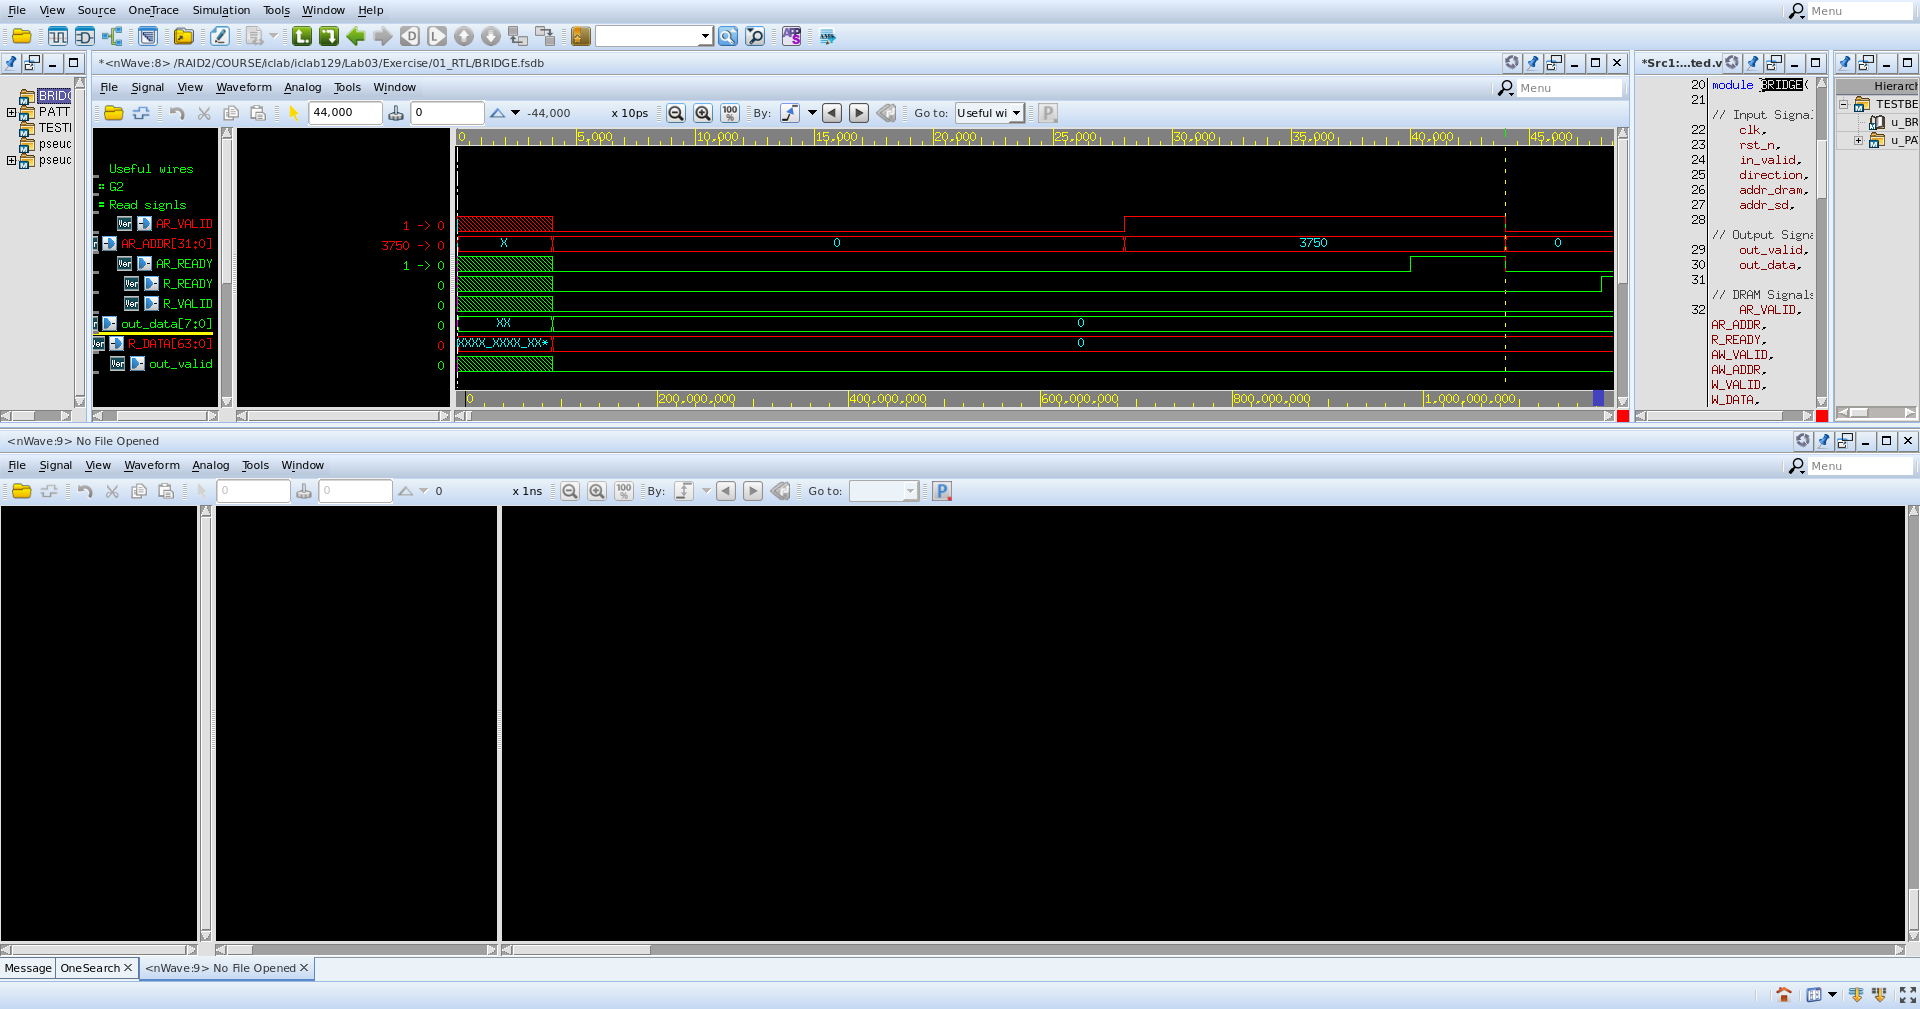 File View Source OneTrace Simulation Tools Window Help Menu
*<nWave:8> /RAID2/COURSE/iclab/iclab129/Lab03/Exercise/01_RTL/BRIDGE.fsdb
File Signal View Waveform Analog Tools Window Menu
44,000 0 -44,000 x 10ps 100% By: Go to: Useful wi
BRIDG
PATT
TESTI
pseuc
pseuc
0 5,000 10,000 15,000 20,000 25,000 30,000 35,000 40,000 45,000
Useful wires
G2
Read signls
AR_VALID 1 -> 0
AR_ADDR[31:0] 3750 -> 0 X 0 3750 0
AR_READY 1 -> 0
R_READY 0
R_VALID 0
out_data[7:0] 0 XX 0
R_DATA[63:0] 0 XXXX_XXXX_XX* 0
out_valid 0
0 200,000,000 400,000,000 600,000,000 800,000,000 1,000,000,000
*Src1:...ted.v
20 module BRIDGE(
21
// Input Signa
22 clk,
23 rst_n,
24 in_valid,
25 direction,
26 addr_dram,
27 addr_sd,
28
// Output Signa
29 out_valid,
30 out_data,
31
// DRAM Signals
32 AR_VALID,
AR_ADDR,
R_READY,
AW_VALID,
AW_ADDR,
W_VALID,
W_DATA,
Hierarch
TESTBE
u_BR
u_PA
<nWave:9> No File Opened
File Signal View Waveform Analog Tools Window Menu
0 0 0 x 1ns 100% By: Go to:
Message OneSearch <nWave:9> No File Opened